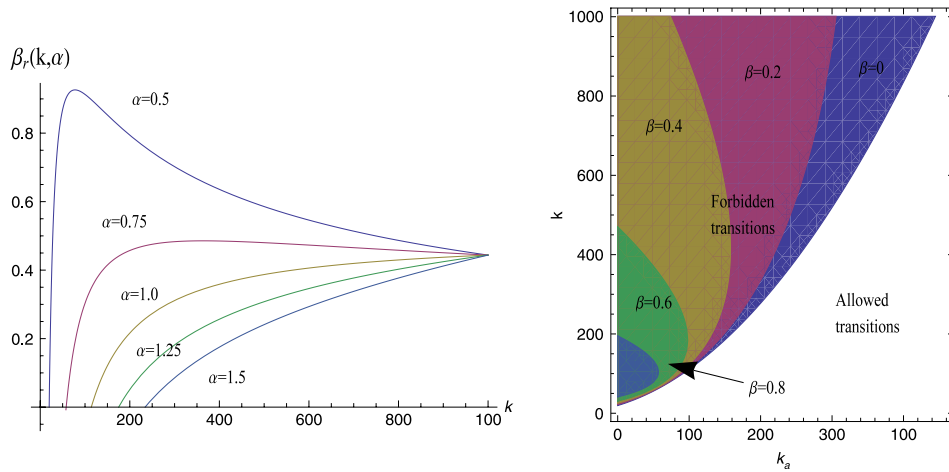 βᵣ(k,α)
α=0.5
0.8
0.6
α=0.75
0.4
α=1.0
0.2
α=1.25
α=1.5
200 400 600 800 100 k
1000
β=0.2
β=0
800
β=0.4
600
k
Forbidden
transitions
400
β=0.6
Allowed
transitions
200
β=0.8
0
0 100 200 300 400
kₐ